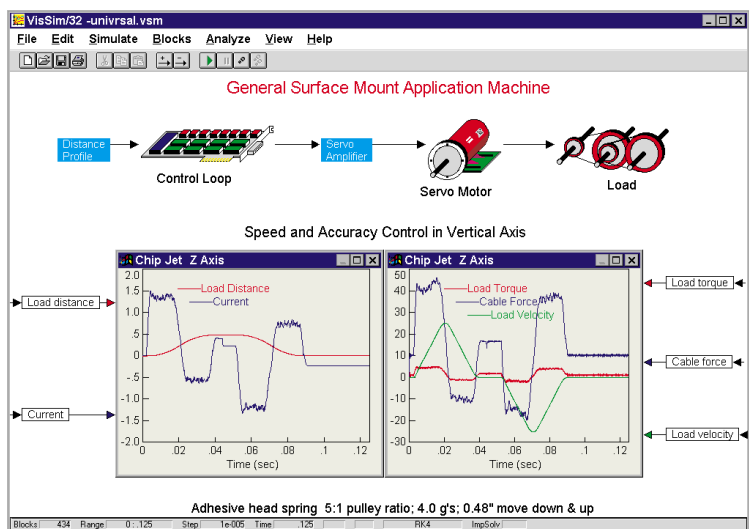 VisSim/32 -univrsal.vsm
File Edit Simulate Blocks Analyze View Help
General Surface Mount Application Machine
Distance
Profile
Control Loop
Servo
Amplifier
Servo Motor
Load
Speed and Accuracy Control in Vertical Axis
Chip Jet Z Axis
Load Distance
Current
2.0
1.5
1.0
.5
0
-.5
-1.0
-1.5
-2.0
0 .02 .04 .06 .08 .1 .12
Time (sec)
Chip Jet Z Axis
Load Torque
Cable Force
Load Velocity
50
40
30
20
10
0
-10
-20
-30
0 .02 .04 .06 .08 .1 .12
Time (sec)
Load distance
Current
Load torque
Cable force
Load velocity
Adhesive head spring 5:1 pulley ratio; 4.0 g's; 0.48" move down & up
Blocks 434 Range 0:.125 Step 1e-005 Time .125 RK4 ImpSolv